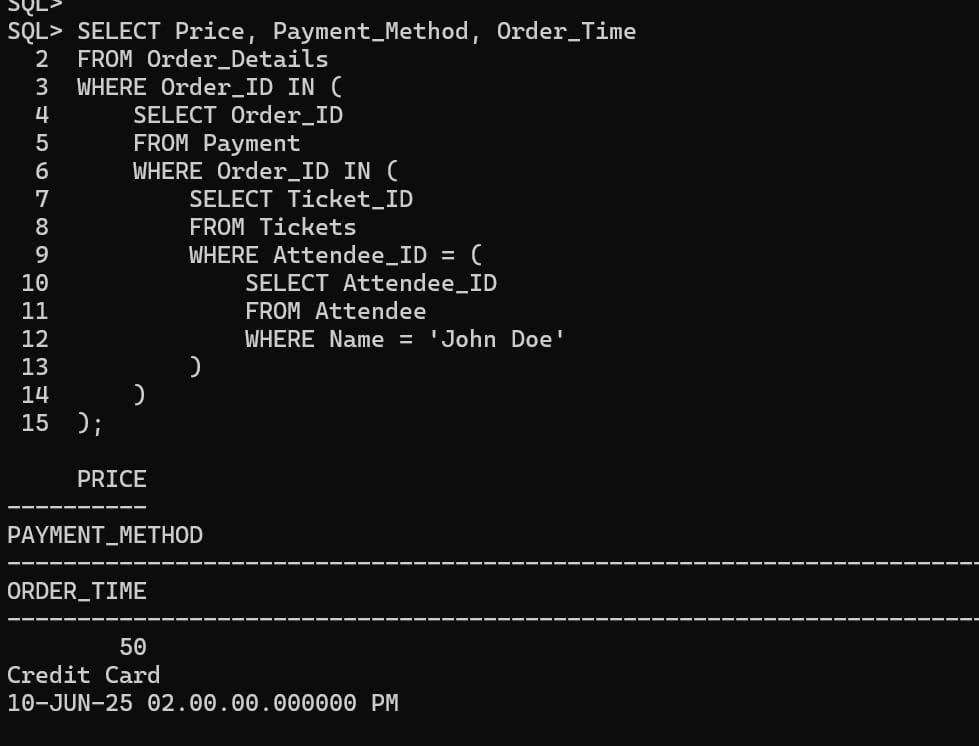 SQL>
SQL> SELECT Price, Payment_Method, Order_Time
  2  FROM Order_Details
  3  WHERE Order_ID IN (
  4      SELECT Order_ID
  5      FROM Payment
  6      WHERE Order_ID IN (
  7          SELECT Ticket_ID
  8          FROM Tickets
  9          WHERE Attendee_ID = (
 10              SELECT Attendee_ID
 11              FROM Attendee
 12              WHERE Name = 'John Doe'
 13          )
 14      )
 15  );

     PRICE
----------
PAYMENT_METHOD
----------------------------------------------------------------------
ORDER_TIME
----------------------------------------------------------------------
        50
Credit Card
10-JUN-25 02.00.00.000000 PM